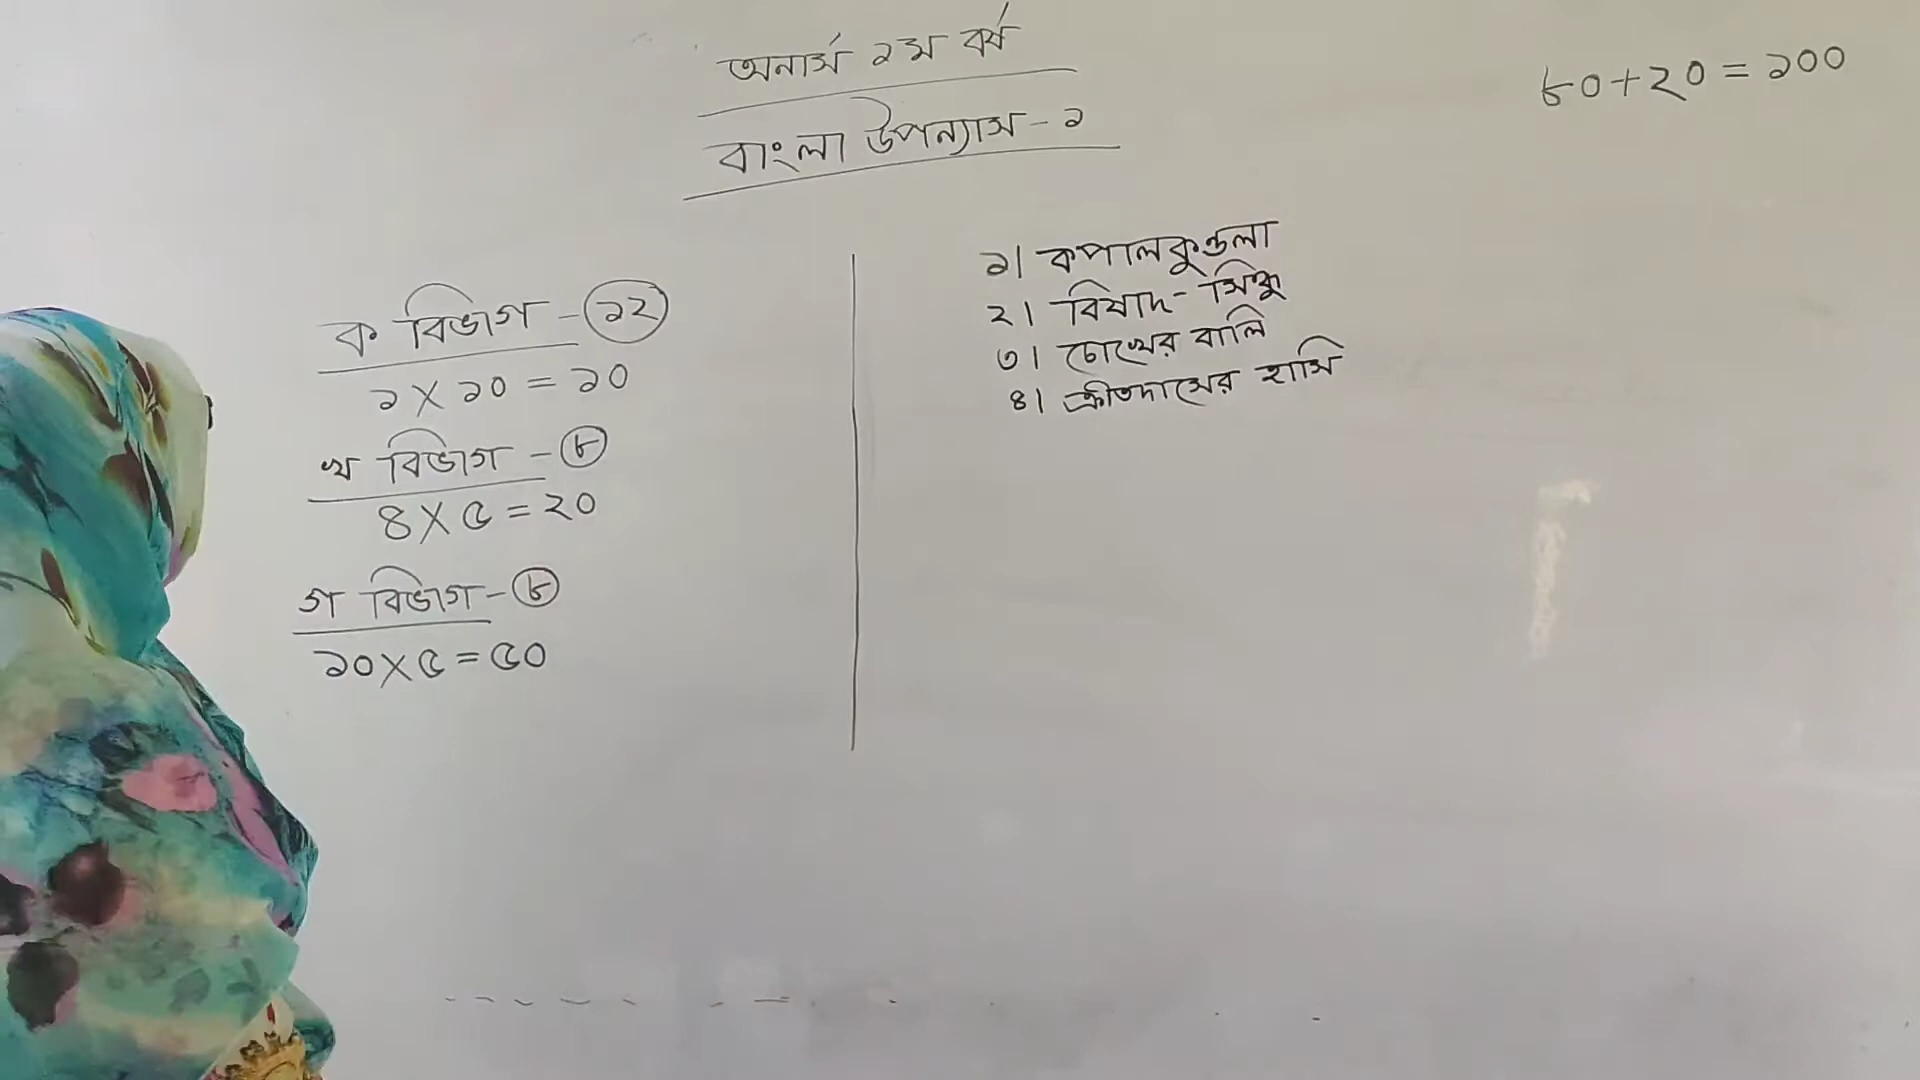 অনার্স ১ম বর্ষ
৮০+২০=১০০
বাংলা উপন্যাস-১
ক বিভাগ - ১২
১×১০=১০
খ বিভাগ - ৮
৪×৫=২০
গ বিভাগ - ৮
১০×৫=৫০
১। কপালকুণ্ডলা
২। বিষাদ-সিন্ধু
৩। চোখের বালি
৪। ক্রীতদাসের হাসি